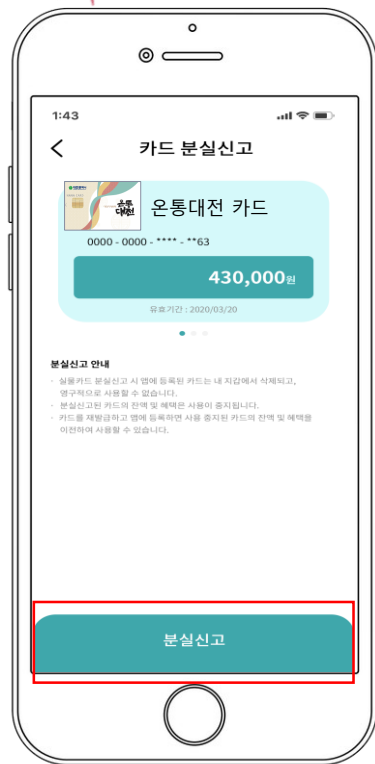 1:43
카드 분실신고
온통대전 카드
0000 - 0000 - **** - **63
430,000원
유효기간 : 2020/03/20
분실신고 안내
· 실물카드 분실신고 시 앱에 등록된 카드는 내 지갑에서 삭제되고,
영구적으로 사용할 수 없습니다.
· 분실신고된 카드의 잔액 및 혜택은 사용이 중지됩니다.
· 카드를 재발급하고 앱에 등록하면 사용 중지된 카드의 잔액 및 혜택을
이전하여 사용할 수 있습니다.
분실신고